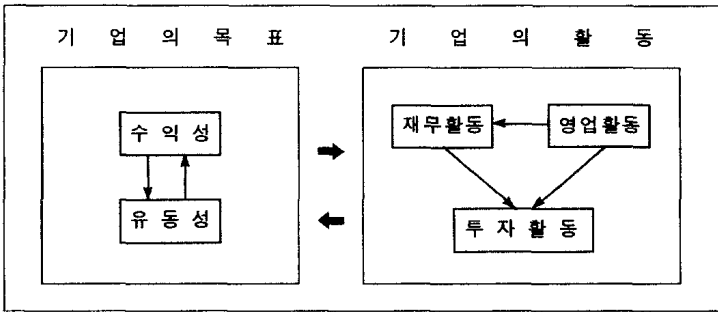 기 업 의 목 표 기 업 의 활 동
수 익 성
유 동 성
재무활동 영업활동
투 자 활 동